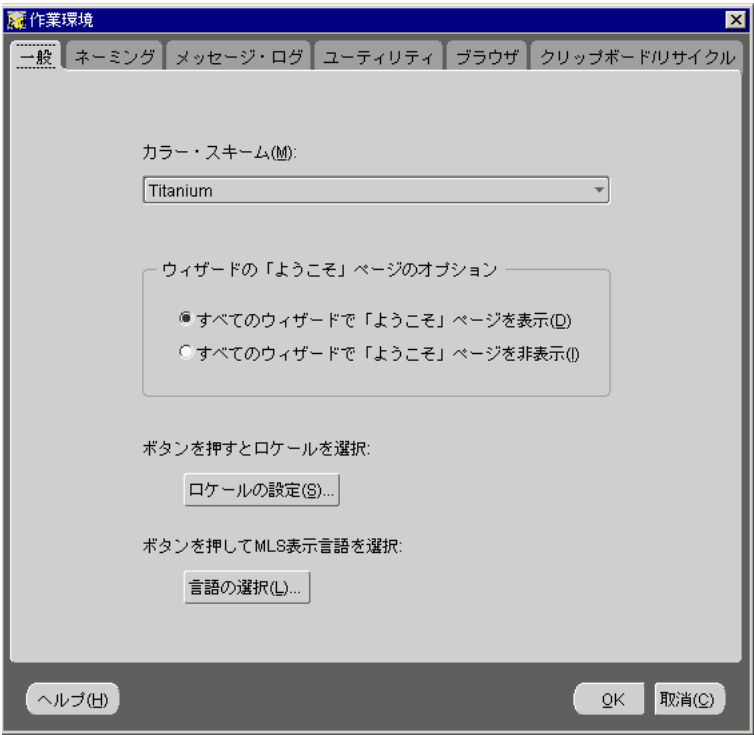 作業環境
一般 ネーミング メッセージ・ログ ユーティリティ ブラウザ クリップボード/リサイクル
カラー・スキーム(M):
Titanium
ウィザードの「ようこそ」ページのオプション
すべてのウィザードで「ようこそ」ページを表示(D)
すべてのウィザードで「ようこそ」ページを非表示(I)
ボタンを押すとロケールを選択:
ロケールの設定(S)...
ボタンを押してMLS表示言語を選択:
言語の選択(L)...
ヘルプ(H) OK 取消(C)